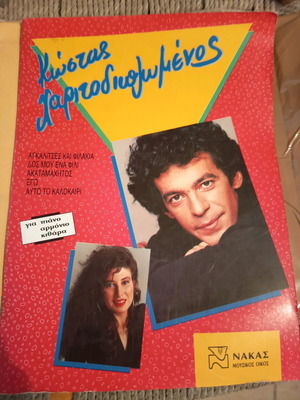 Κώστας
Χαριτοδιπλωμένος
ΑΓΚΑΛΙΤΣΕΣ ΚΑΙ ΦΙΛΑΚΙΑ
ΔΩΣ ΜΟΥ ΕΝΑ ΦΙΛΙ
ΑΚΑΤΑΜΑΧΗΤΟΣ
ΕΓΩ
ΑΥΤΟ ΤΟ ΚΑΛΟΚΑΙΡΙ
για πιάνο
αρμόνιο
κιθάρα
ΝΑΚΑΣ
ΜΟΥΣΙΚΟΣ ΟΙΚΟΣ